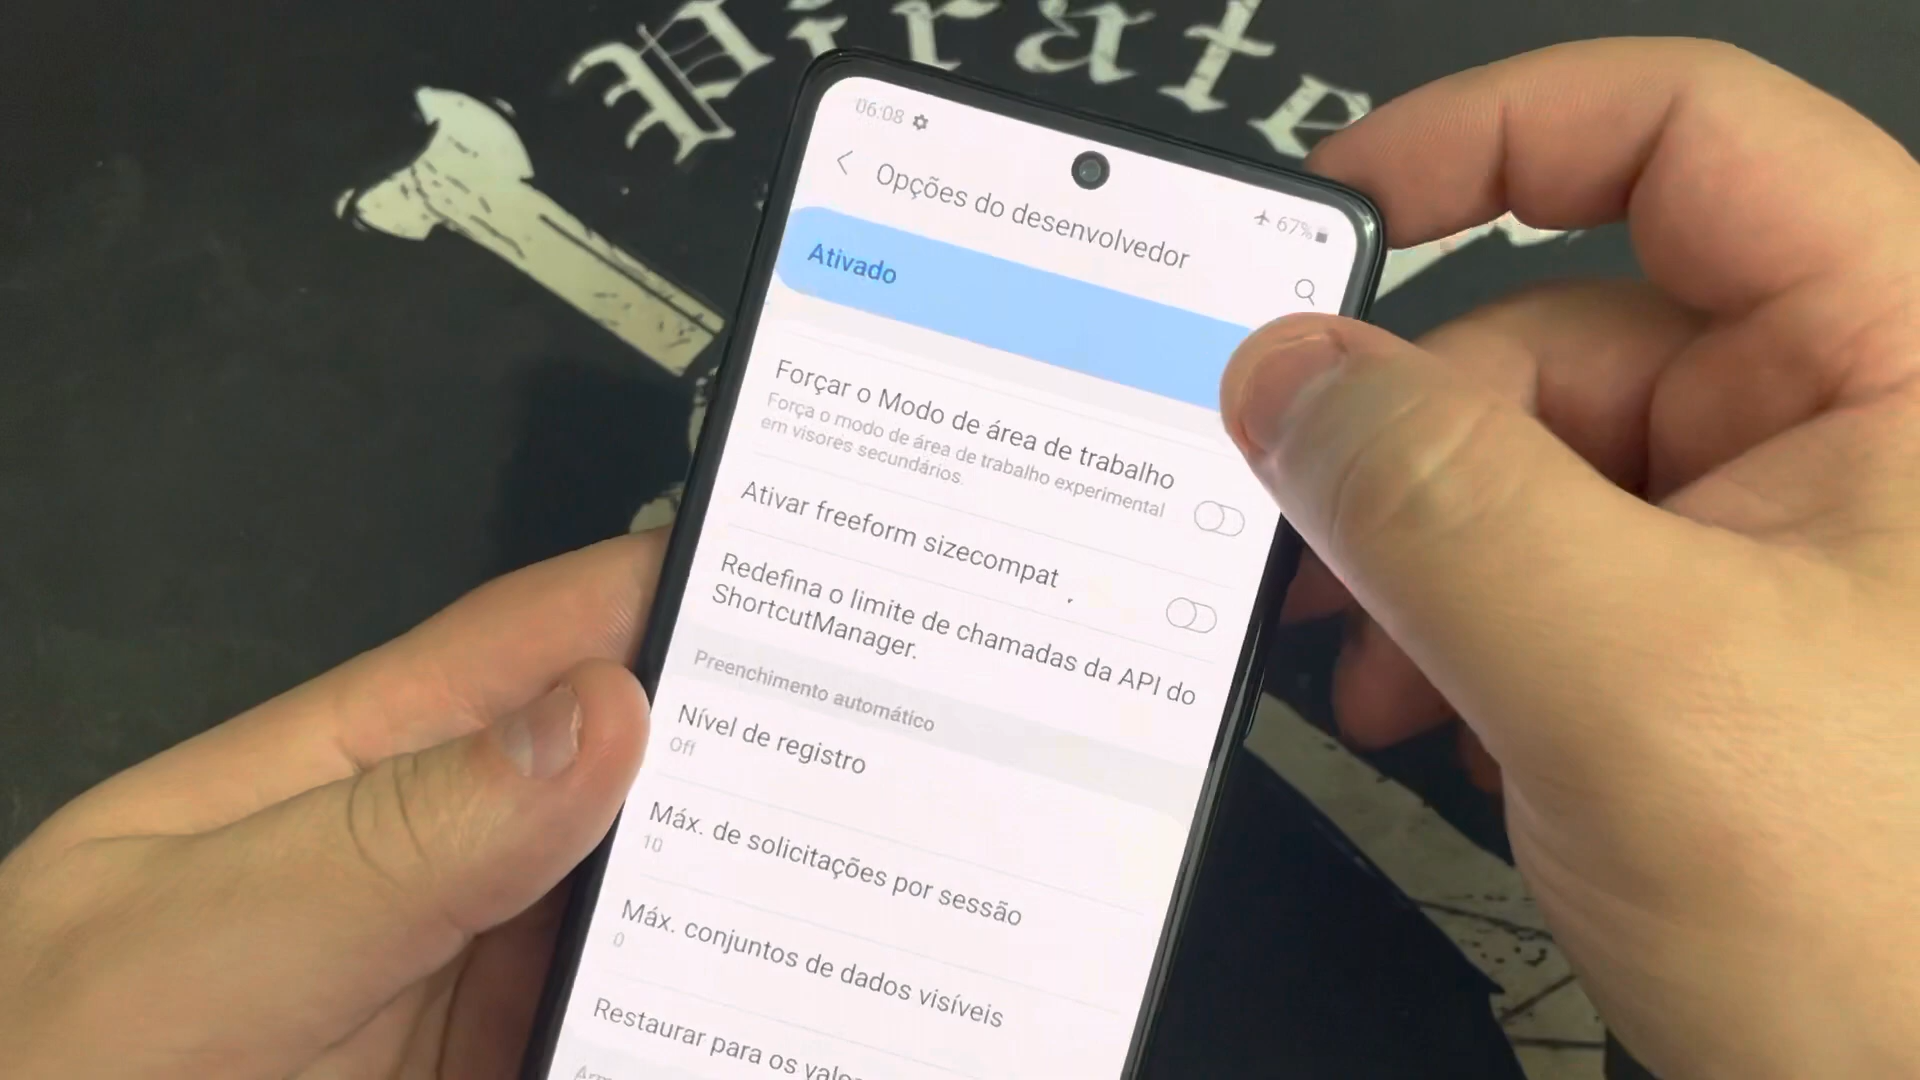 Pirate
06:08
67%
Opções do desenvolvedor
Ativado
Forçar o Modo de área de trabalho
Força o modo de área de trabalho experimental
em visores secundários.
Ativar freeform sizecompat
Redefina o limite de chamadas da API do
ShortcutManager.
Preenchimento automático
Nível de registro
Off
Máx. de solicitações por sessão
10
Máx. conjuntos de dados visíveis
0
Restaurar para os